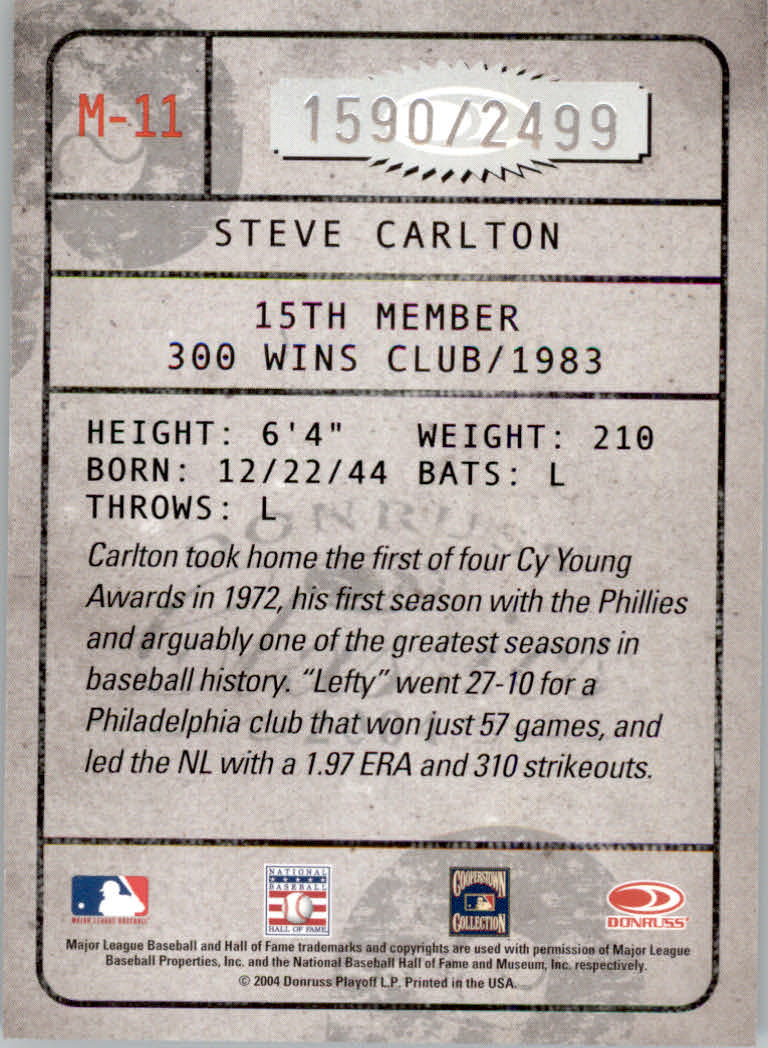 M-11
1590/2499
STEVE CARLTON
15TH MEMBER
300 WINS CLUB/1983
HEIGHT: 6'4" WEIGHT: 210
BORN: 12/22/44 BATS: L
THROWS: L
DONRUSS
Carlton took home the first of four Cy Young
Awards in 1972, his first season with the Phillies
and arguably one of the greatest seasons in
baseball history. "Lefty" went 27-10 for a
Philadelphia club that won just 57 games, and
led the NL with a 1.97 ERA and 310 strikeouts.
MAJOR LEAGUE BASEBALL
NATIONAL
BASEBALL
HALL OF FAME
COOPERSTOWN
COLLECTION
DONRUSS
Major League Baseball and Hall of Fame trademarks and copyrights are used with permission of Major League
Baseball Properties, Inc. and the National Baseball Hall of Fame and Museum, Inc. respectively.
© 2004 Donruss Playoff L.P. Printed in the USA.